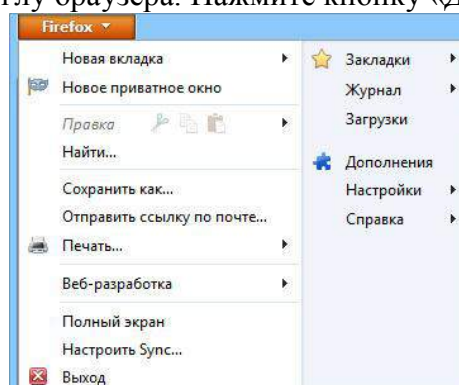 глу браузера. Нажмите кнопку «Д
Firefox
Новая вкладка
Новое приватное окно
Правка
Найти...
Сохранить как...
Отправить ссылку по почте...
Печать...
Веб-разработка
Полный экран
Настроить Sync...
Выход
Закладки
Журнал
Загрузки
Дополнения
Настройки
Справка